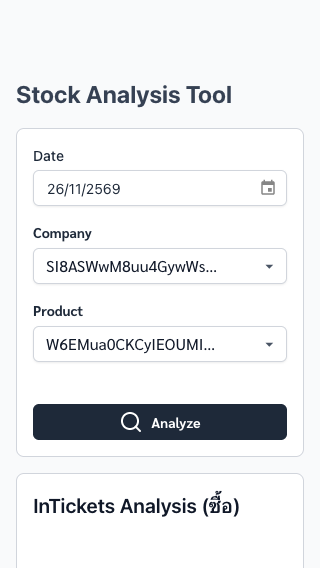 Stock Analysis Tool
Date
26/11/2569
Company
SI8ASWwM8uu4GywWs...
Product
W6EMua0CKCyIEOUMI...
Analyze
InTickets Analysis (ซื้อ)